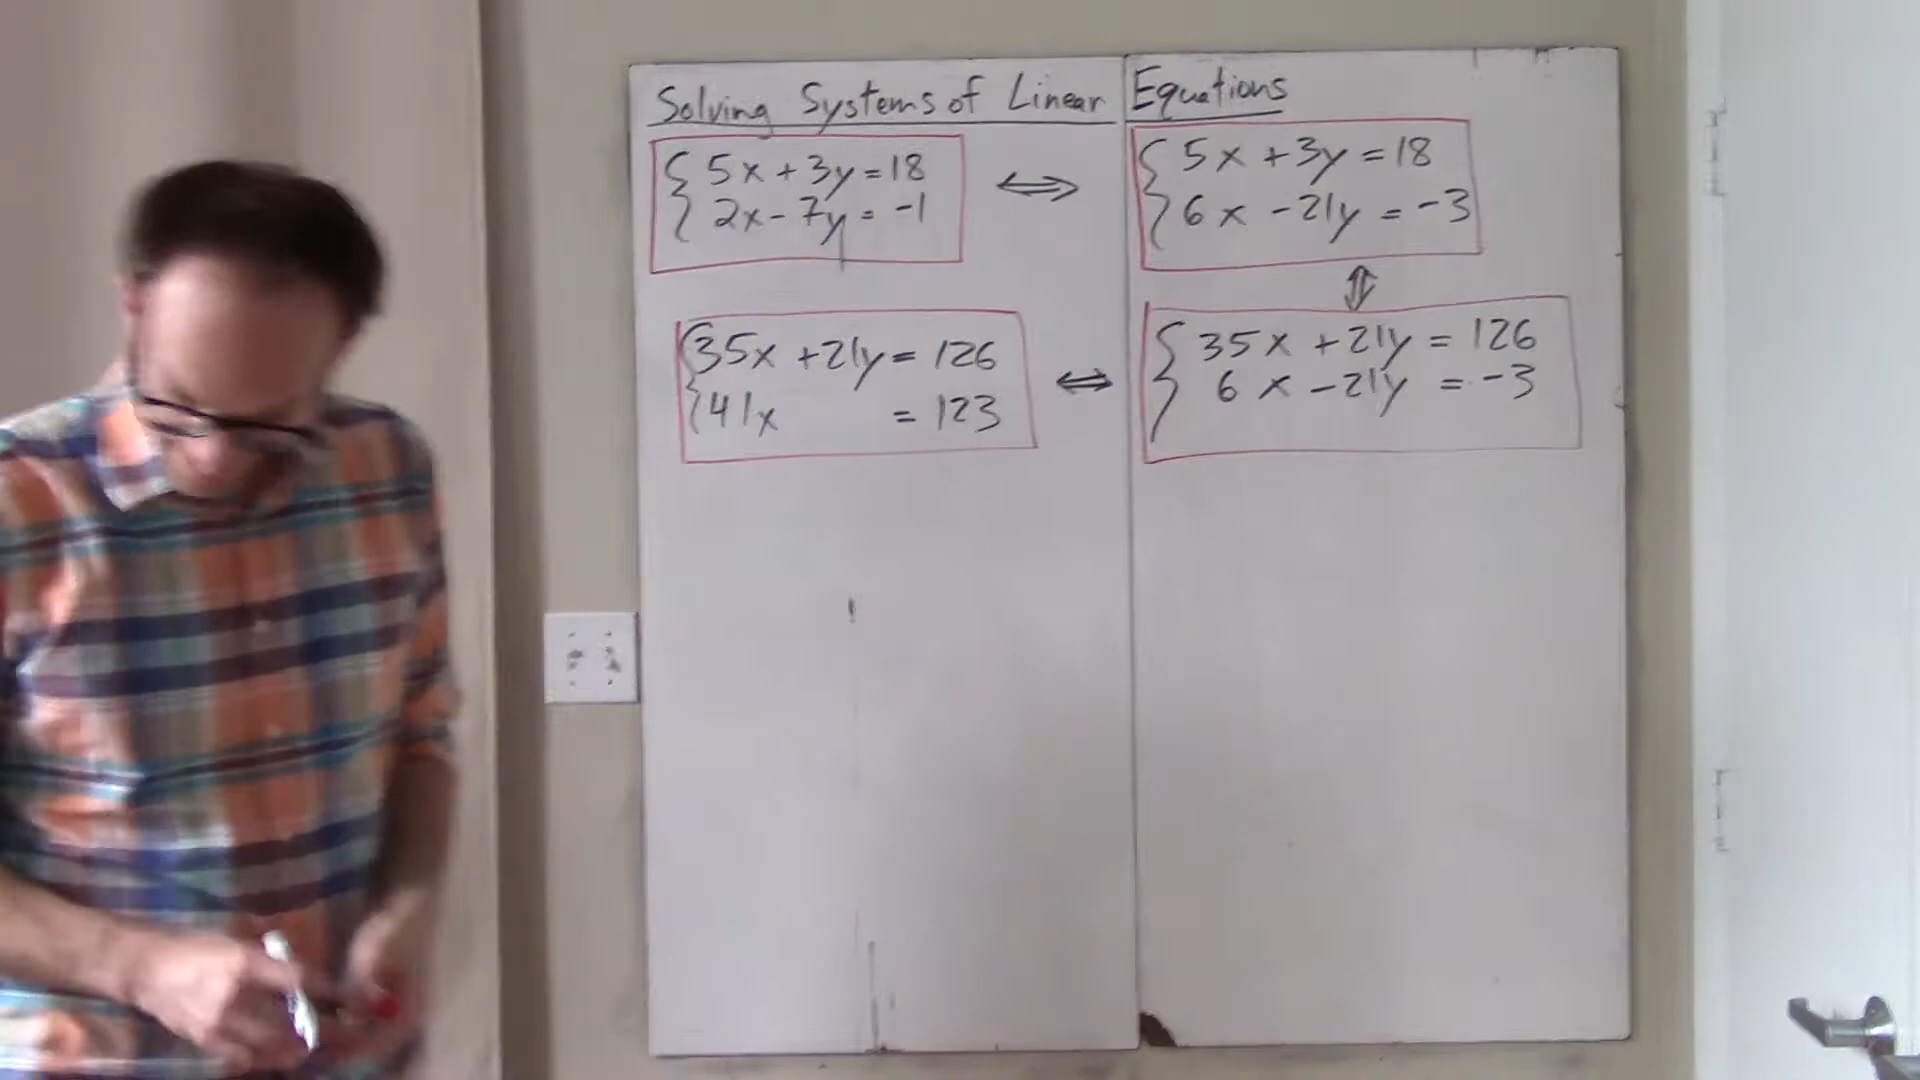 Solving Systems of Linear Equations
5x + 3y = 18
2x - 7y = -1
⟺
5x + 3y = 18
6x - 21y = -3
⇕
35x + 21y = 126
41x = 123
⟺
35x + 21y = 126
6x - 21y = -3